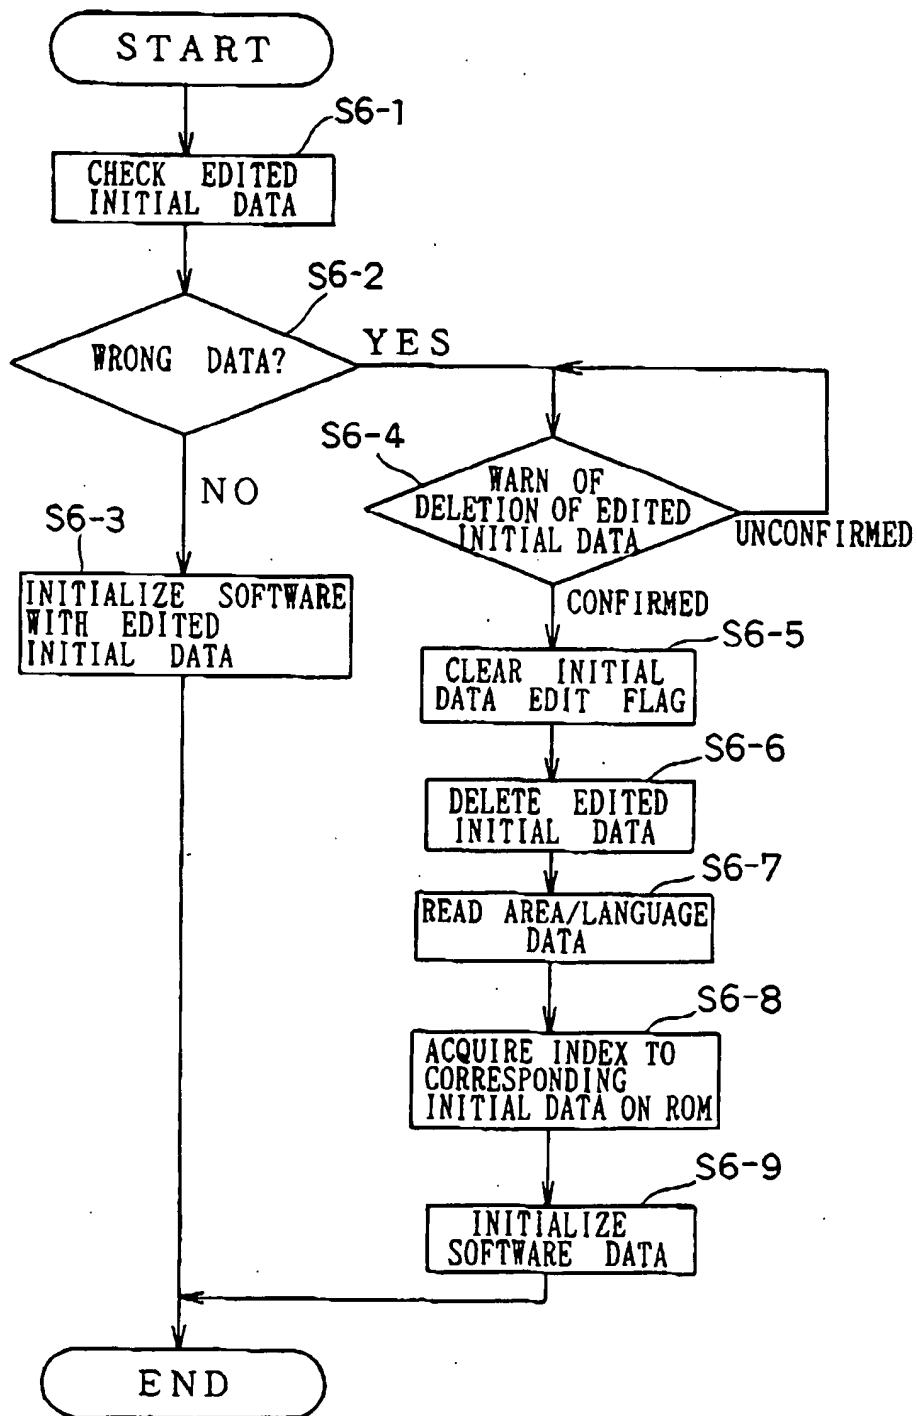 START
S6-1
CHECK EDITED
INITIAL DATA
S6-2
WRONG DATA?
YES
NO
S6-3
INITIALIZE SOFTWARE
WITH EDITED
INITIAL DATA
S6-4
WARN OF
DELETION OF EDITED
INITIAL DATA
UNCONFIRMED
CONFIRMED
S6-5
CLEAR INITIAL
DATA EDIT FLAG
S6-6
DELETE EDITED
INITIAL DATA
S6-7
READ AREA/LANGUAGE
DATA
S6-8
ACQUIRE INDEX TO
CORRESPONDING
INITIAL DATA ON ROM
S6-9
INITIALIZE
SOFTWARE DATA
END